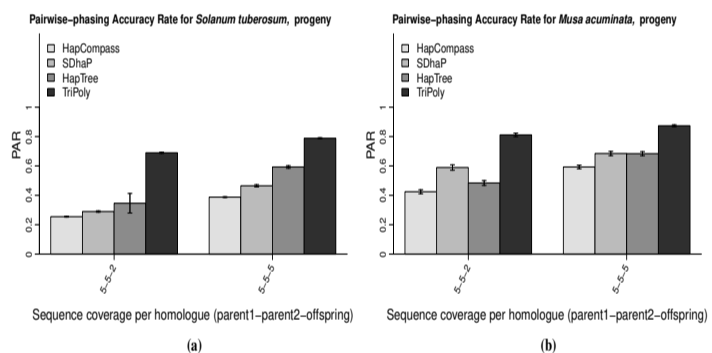 Pairwise-phasing Accuracy Rate for Solanum tuberosum, progeny
HapCompass
SDhaP
HapTree
TriPoly
PAR
1
0.8
0.6
0.4
0.2
0
5-5-2
5-5-5
Sequence coverage per homologue (parent1-parent2-offspring)
(a)
Pairwise-phasing Accuracy Rate for Musa acuminata, progeny
HapCompass
SDhaP
HapTree
TriPoly
PAR
1
0.8
0.6
0.4
0.2
0
5-5-2
5-5-5
Sequence coverage per homologue (parent1-parent2-offspring)
(b)